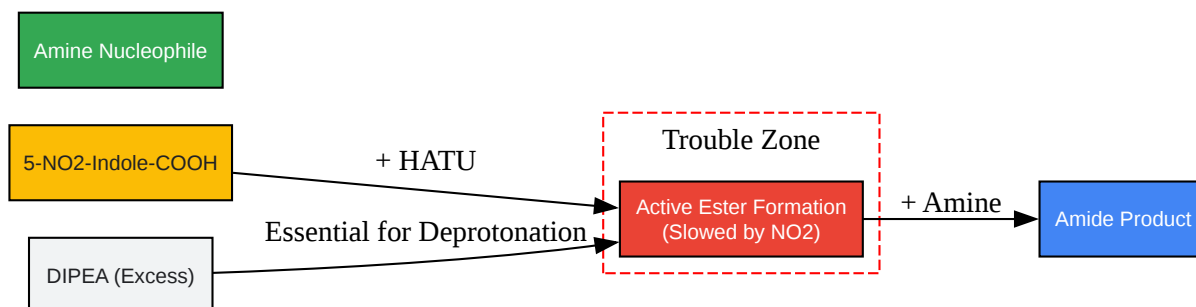 Amine Nucleophile
5-NO2-Indole-COOH
DIPEA (Excess)
+ HATU
Essential for Deprotonation
Trouble Zone
Active Ester Formation
(Slowed by NO2)
+ Amine
Amide Product